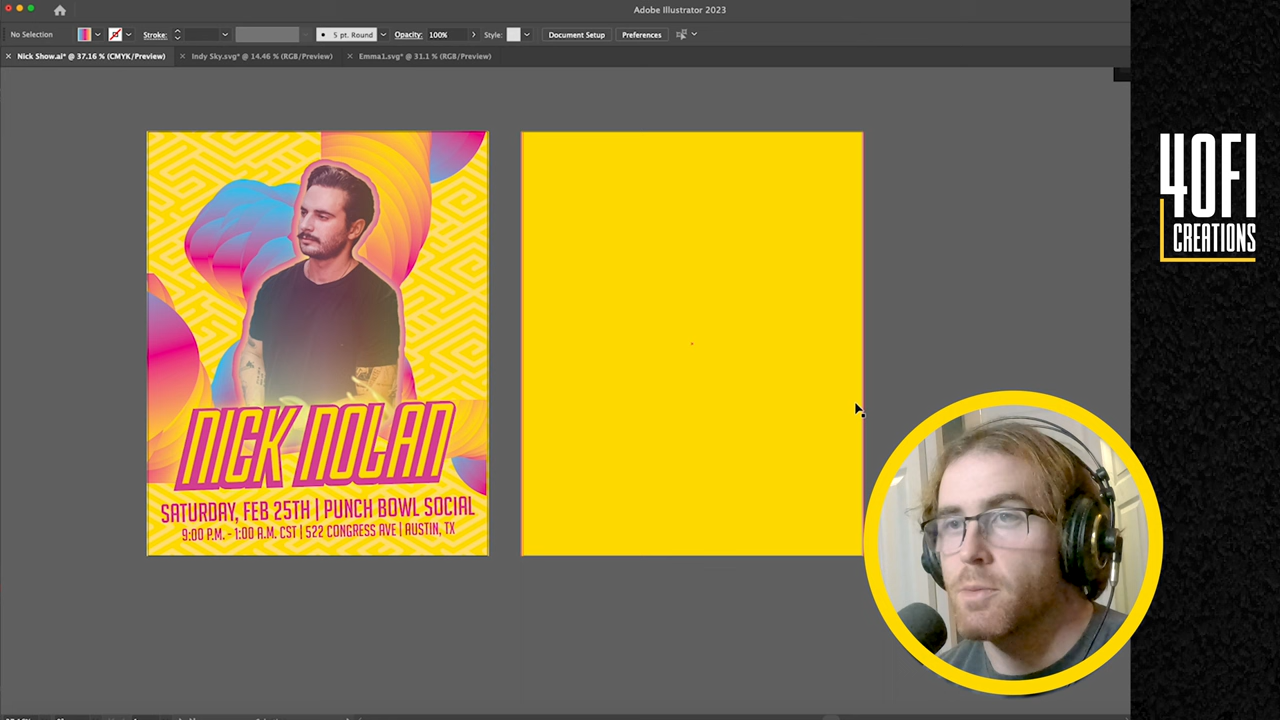 Adobe Illustrator 2023
No Selection
Stroke:
5 pt. Round
Opacity: 100%
Style:
Document Setup
Preferences
Nick Show.ai* @ 37.16 % (CMYK/Preview)
Indy Sky.svg* @ 14.46 % (RGB/Preview)
Emma1.svg* @ 31.1 % (RGB/Preview)
4OFI
CREATIONS
NICK NOLAN
SATURDAY, FEB 25TH | PUNCH BOWL SOCIAL
9:00 P.M. - 1:00 A.M. CST | 522 CONGRESS AVE | AUSTIN, TX